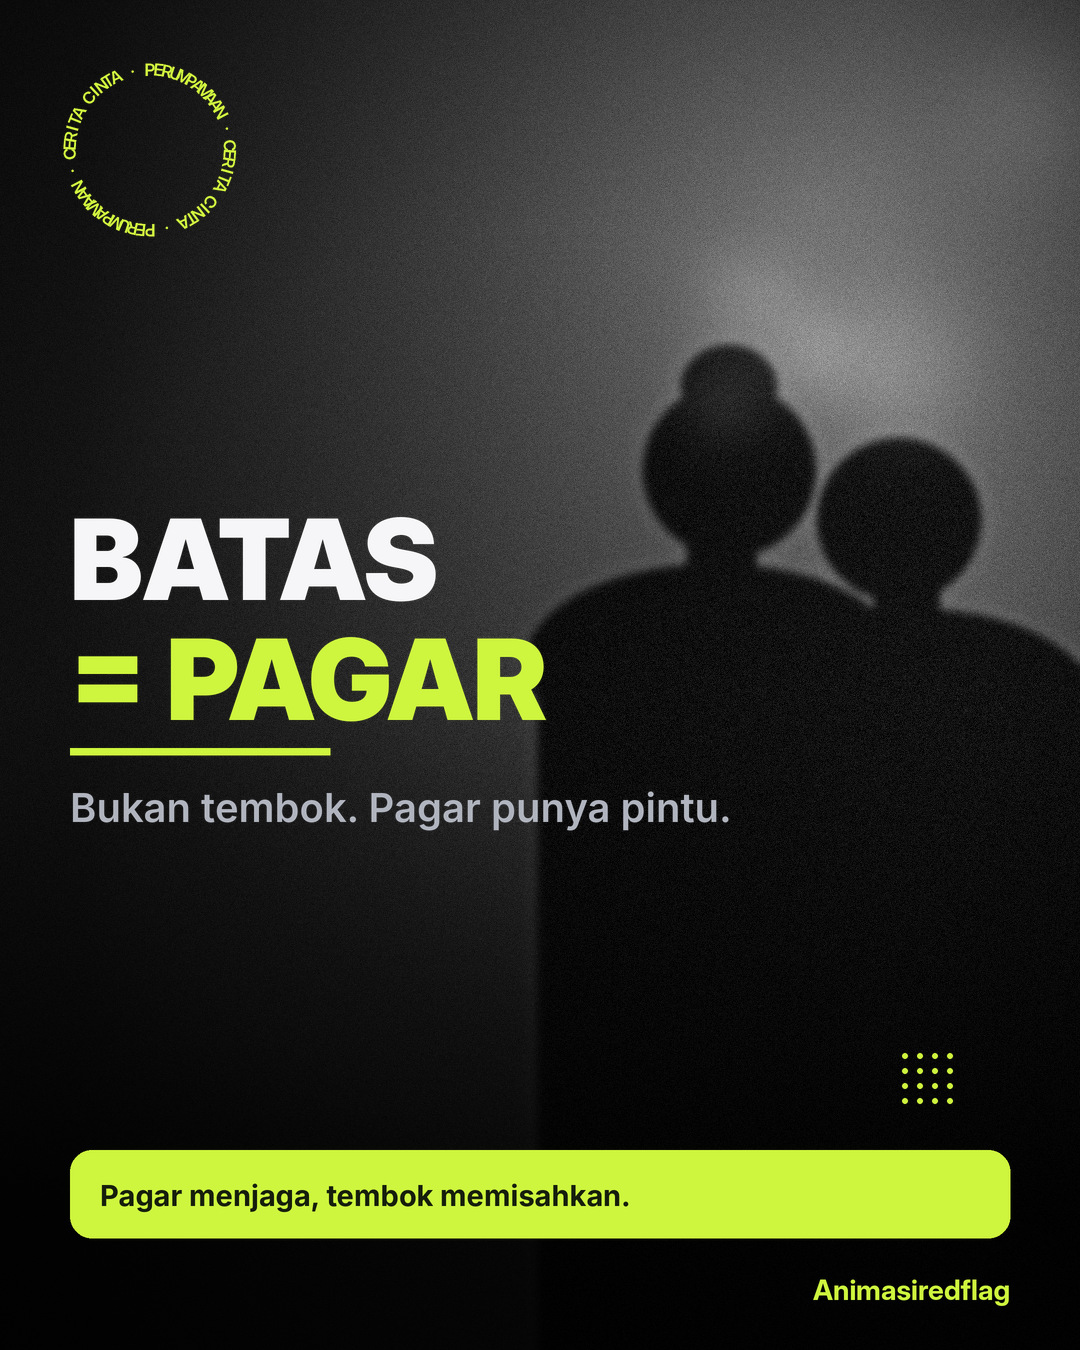 PERUMPAMAAN · CERITA CINTA · PERUMPAMAAN · CERITA CINTA ·
BATAS
= PAGAR
Bukan tembok. Pagar punya pintu.
Pagar menjaga, tembok memisahkan.
Animasiredflag